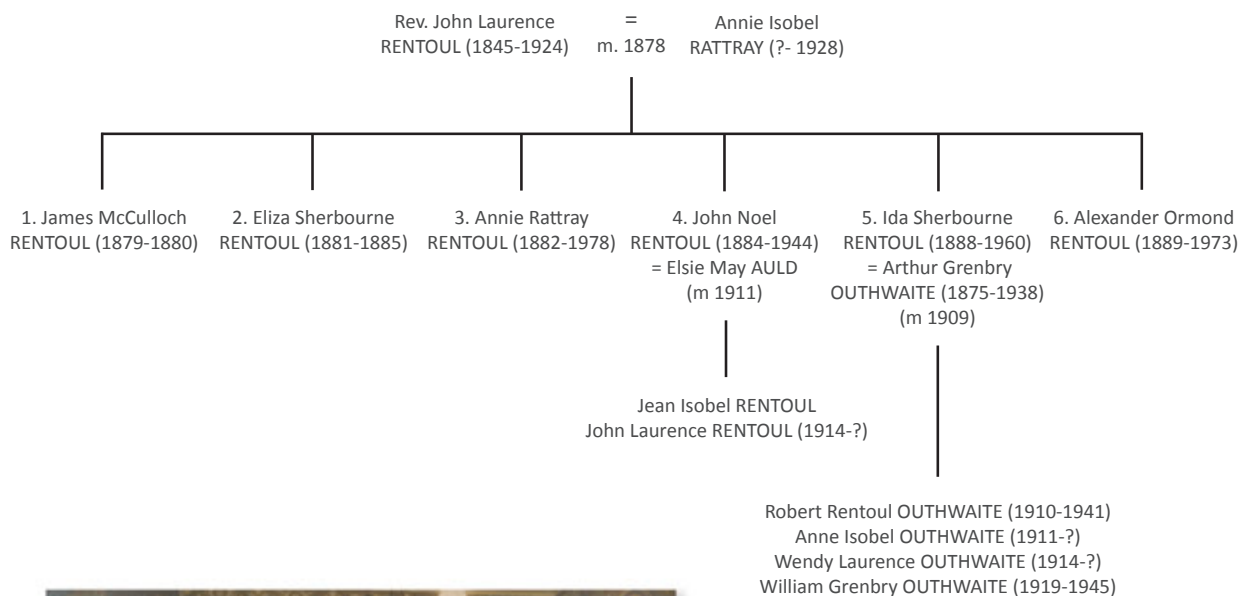 Rev. John Laurence
RENTOUL (1845-1924)
=
m. 1878
Annie Isobel
RATTRAY (?- 1928)
1. James McCulloch
RENTOUL (1879-1880)
2. Eliza Sherbourne
RENTOUL (1881-1885)
3. Annie Rattray
RENTOUL (1882-1978)
4. John Noel
RENTOUL (1884-1944)
= Elsie May AULD
(m 1911)
5. Ida Sherbourne
RENTOUL (1888-1960)
= Arthur Grenbry
OUTHWAITE (1875-1938)
(m 1909)
6. Alexander Ormond
RENTOUL (1889-1973)
Jean Isobel RENTOUL
John Laurence RENTOUL (1914-?)
Robert Rentoul OUTHWAITE (1910-1941)
Anne Isobel OUTHWAITE (1911-?)
Wendy Laurence OUTHWAITE (1914-?)
William Grenbry OUTHWAITE (1919-1945)